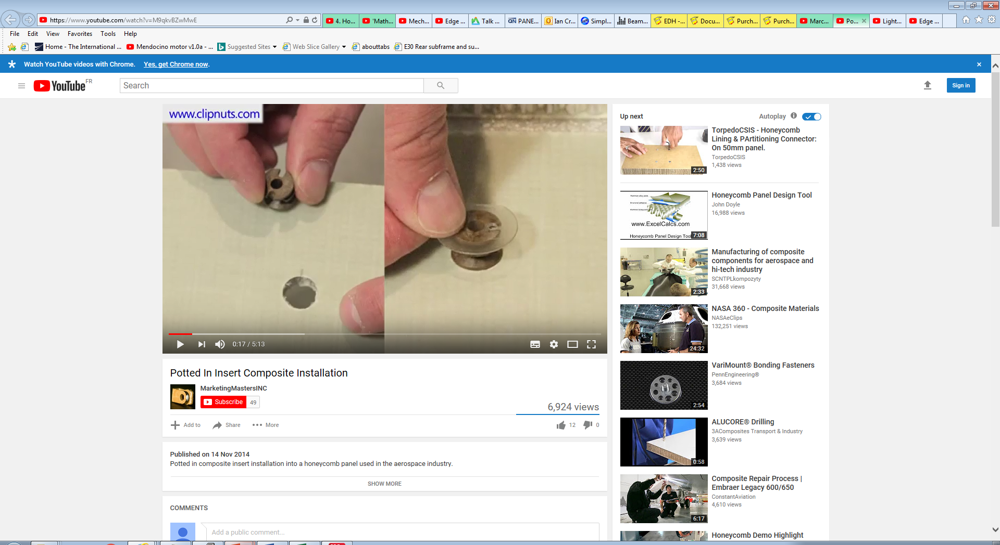 https://www.youtube.com/watch?v=M9qkvBZwMwE
4. Ho...
'Math...
Mech...
Edge ...
Talk ...
QN PANE...
Ian Cr...
Simpl...
Beam...
EDH -...
Docu...
Purch...
Purch...
Marc...
Po...
Light...
Edge ...
File Edit View Favorites Tools Help
Home - The International ...
Mendocino motor v1.0a - ...
Suggested Sites
Web Slice Gallery
abouttabs
E30 Rear subframe and su...
Watch YouTube videos with Chrome. Yes, get Chrome now.
YouTube FR
Search
Sign in
www.clipnuts.com
0:17 / 5:13
Potted In Insert Composite Installation
MarketingMastersINC
Subscribe 49
6,924 views
Add to Share More
12 0
Published on 14 Nov 2014
Potted in composite insert installation into a honeycomb panel used in the aerospace industry.
SHOW MORE
COMMENTS
Add a public comment...
Up next Autoplay
TorpedoCSIS - Honeycomb
Lining & PArtitioning Connector:
On 50mm panel.
TorpedoCSIS
1,438 views
2:50
Honeycomb Panel Design Tool
John Doyle
16,988 views
www.ExcelCalcs.com
Honeycomb Panel Design Tool
7:08
Manufacturing of composite
components for aerospace and
hi-tech industry
SCNTPLkompozyty
31,668 views
2:33
NASA 360 - Composite Materials
NASAeClips
132,251 views
24:32
VariMount® Bonding Fasteners
PennEngineering®
3,684 views
2:54
ALUCORE® Drilling
3AComposites Transport & Industry
3,639 views
0:58
Composite Repair Process |
Embraer Legacy 600/650
ConstantAviation
4,610 views
6:17
Honeycomb Demo Highlight